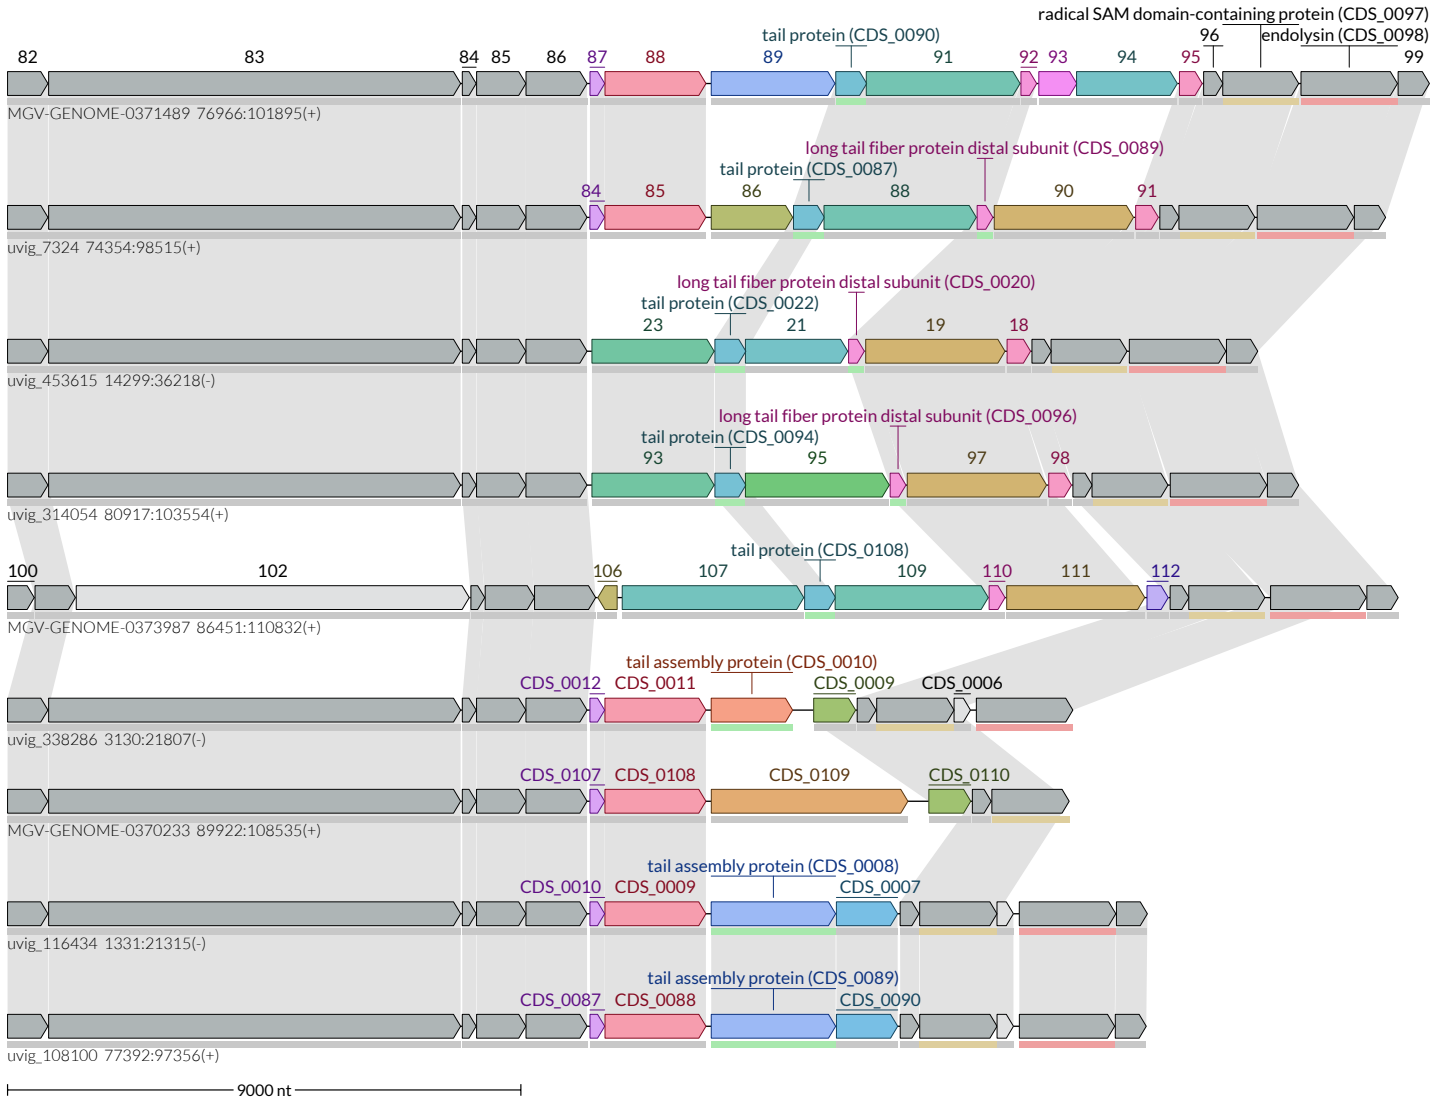 radical SAM domain-containing protein (CDS_0097)
tail protein (CDS_0090) 96 endolysin (CDS_0098)
82 83 84 85 86 87 88 89 91 92 93 94 95 99
MGV-GENOME-0371489 76966:101895(+)
long tail fiber protein distal subunit (CDS_0089)
tail protein (CDS_0087)
84 85 86 88 90 91
uvig_7324 74354:98515(+)
long tail fiber protein distal subunit (CDS_0020)
tail protein (CDS_0022)
23 21 19 18
uvig_453615 14299:36218(-)
long tail fiber protein distal subunit (CDS_0096)
tail protein (CDS_0094)
93 95 97 98
uvig_314054 80917:103554(+)
tail protein (CDS_0108)
100 102 106 107 109 110 111 112
MGV-GENOME-0373987 86451:110832(+)
tail assembly protein (CDS_0010)
CDS_0012 CDS_0011 CDS_0009 CDS_0006
uvig_338286 3130:21807(-)
CDS_0107 CDS_0108 CDS_0109 CDS_0110
MGV-GENOME-0370233 89922:108535(+)
tail assembly protein (CDS_0008)
CDS_0010 CDS_0009 CDS_0007
uvig_116434 1331:21315(-)
tail assembly protein (CDS_0089)
CDS_0087 CDS_0088 CDS_0090
uvig_108100 77392:97356(+)
9000 nt